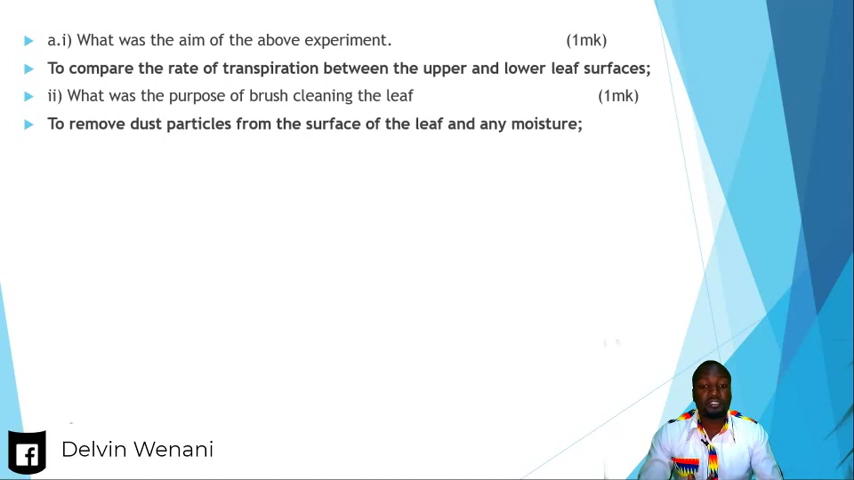 a.i) What was the aim of the above experiment. (1mk)
To compare the rate of transpiration between the upper and lower leaf surfaces;
ii) What was the purpose of brush cleaning the leaf (1mk)
To remove dust particles from the surface of the leaf and any moisture;
Delvin Wenani